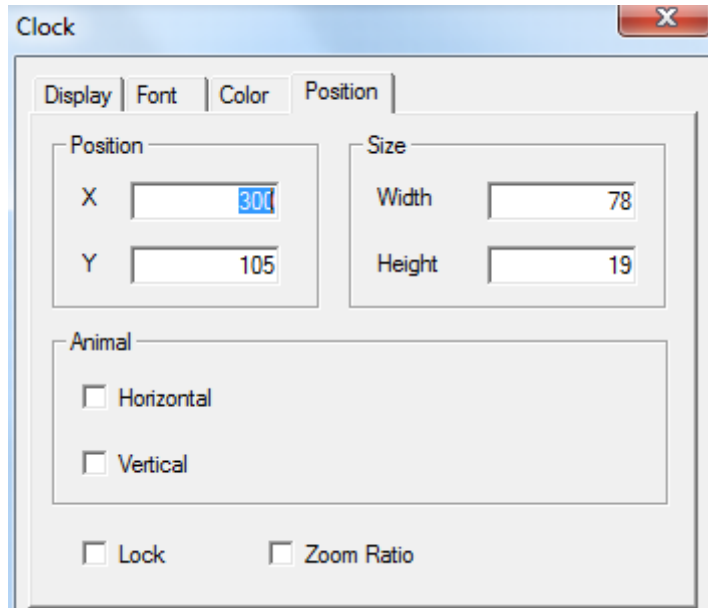 Clock
Display Font Color Position
Position
X 300
Y 105
Size
Width 78
Height 19
Animal
Horizontal
Vertical
Lock Zoom Ratio